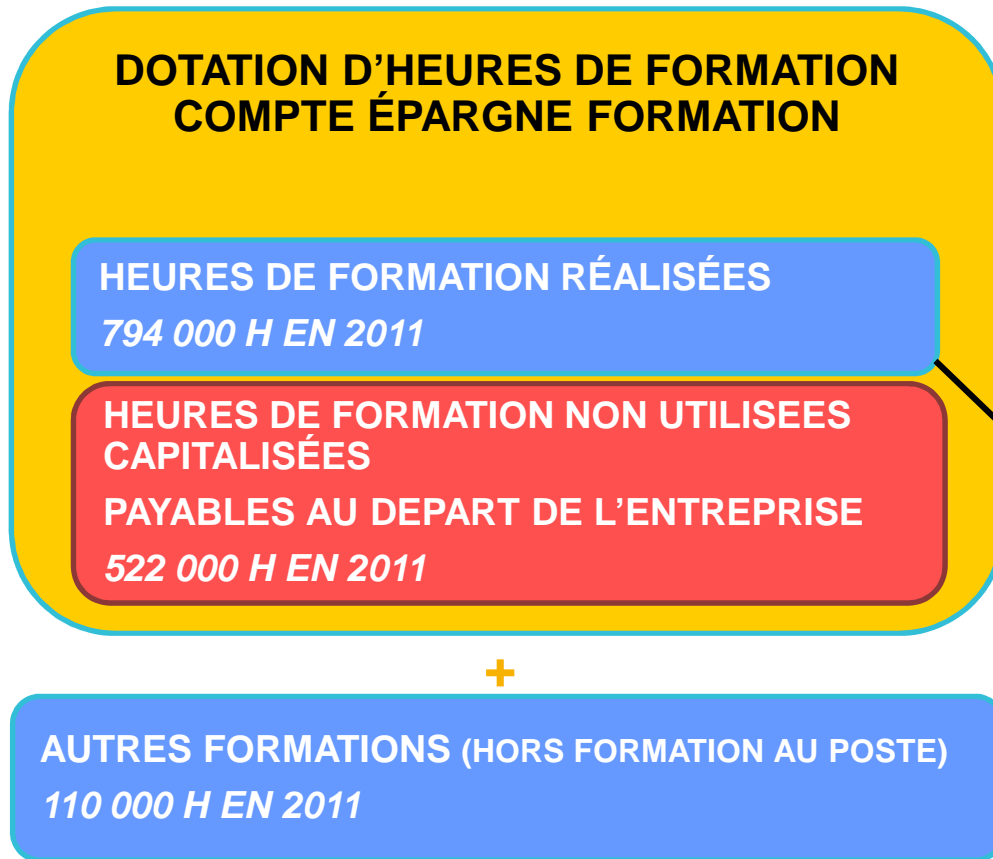 DOTATION D’HEURES DE FORMATION
COMPTE ÉPARGNE FORMATION
HEURES DE FORMATION RÉALISÉES
794 000 H EN 2011
HEURES DE FORMATION NON UTILISEES
CAPITALISÉES
PAYABLES AU DEPART DE L’ENTREPRISE
522 000 H EN 2011
+
AUTRES FORMATIONS (HORS FORMATION AU POSTE)
110 000 H EN 2011